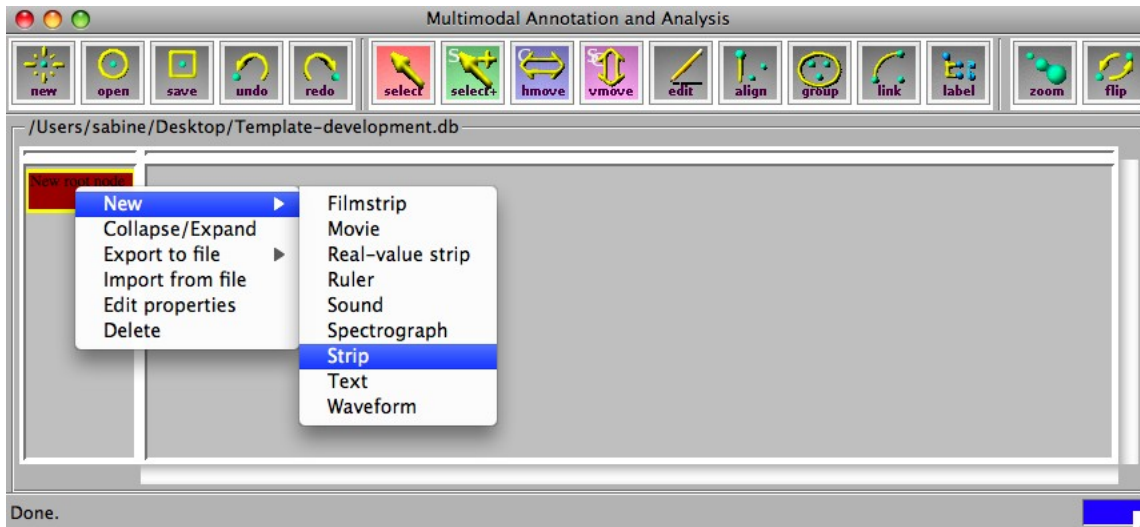 Multimodal Annotation and Analysis
new open save undo redo select select+ hmove vmove edit align group link label zoom flip
/Users/sabine/Desktop/Template-development.db
New root node
New
Collapse/Expand
Export to file
Import from file
Edit properties
Delete
Filmstrip
Movie
Real-value strip
Ruler
Sound
Spectrograph
Strip
Text
Waveform
Done.